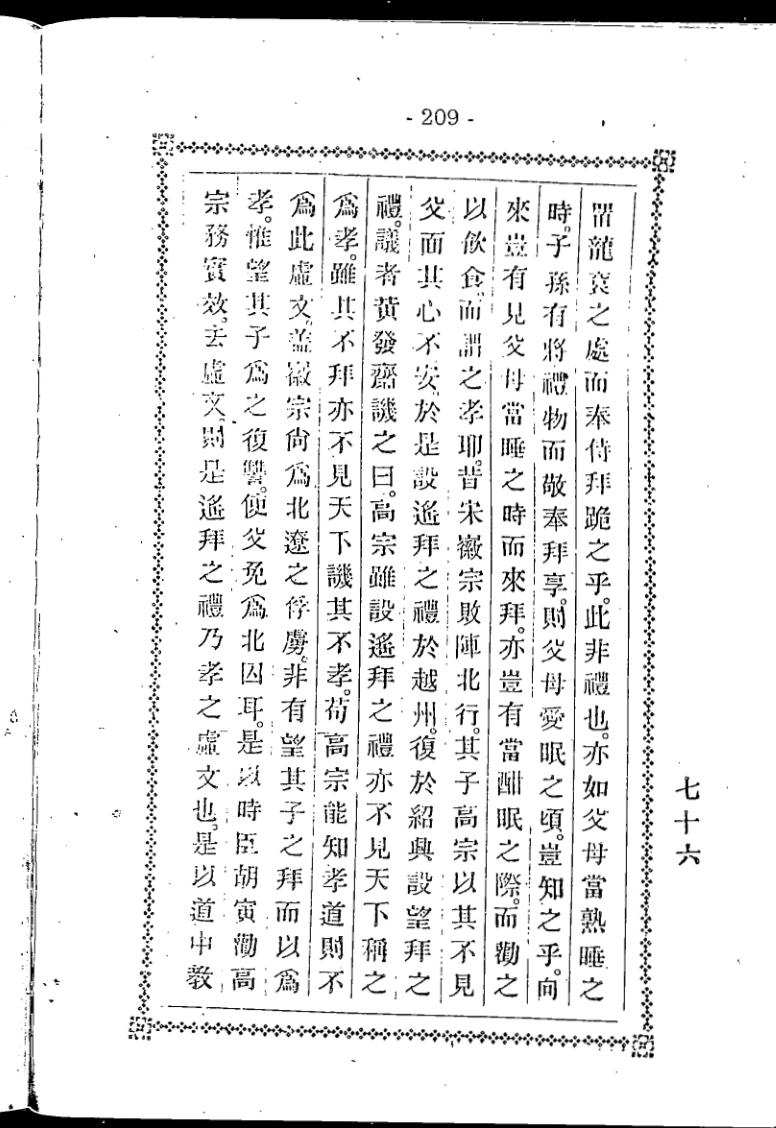 - 209 -
七十六
罟龍袞之處而奉侍拜跪之乎。此非禮也。亦如父母當熟睡之
時。子孫有將禮物而敬奉拜享。則父母愛眠之頃。豈知之乎。向
來豈有見父母當睡之時而來拜。亦豈有當酣眠之際。而勸之
以飲食。而謂之孝耶。昔宋徽宗敗陣北行。其子高宗以其不見
父而其心不安。於是設遙拜之禮於越州。復於紹興設望拜之
禮。議者黃發齋譏之曰。高宗雖設遙拜之禮亦不見天下稱之
爲孝。雖其不拜亦不見天下譏其不孝。苟高宗能知孝道則不
爲此虛文。盖徽宗尙爲北遼之俘虜。非有望其子之拜而以爲
孝。惟望其子爲之復讐。使父免爲北囚耳。是以時臣胡寅勸高
宗務實效。去虛文。則是遙拜之禮乃孝之虛文也。是以道中敎